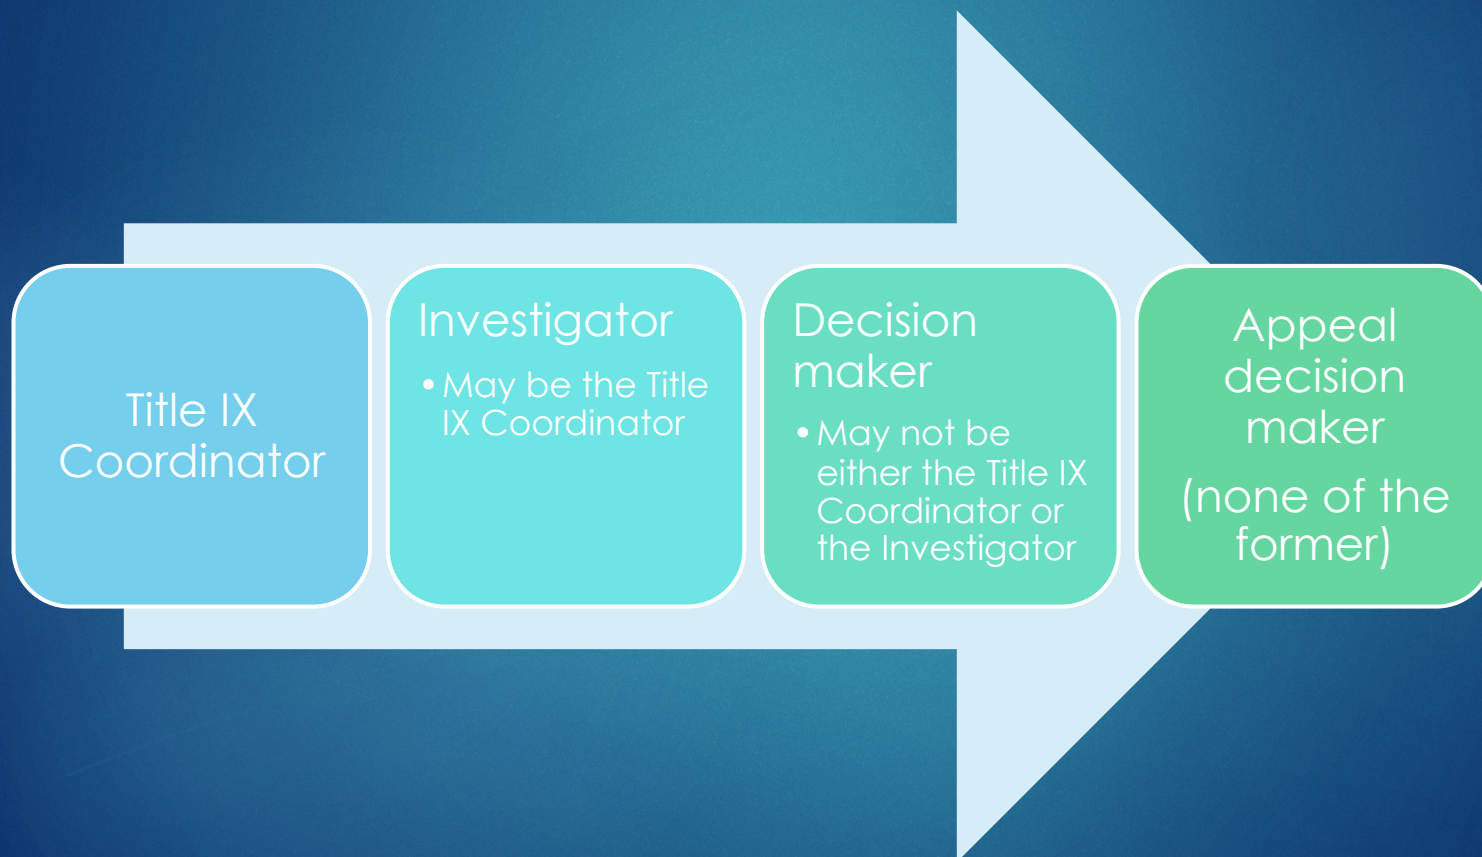 Title IX
Coordinator
Investigator
•May be the Title
IX Coordinator
Decision
maker
•May not be
either the Title IX
Coordinator or
the Investigator
Appeal
decision
maker
(none of the
former)